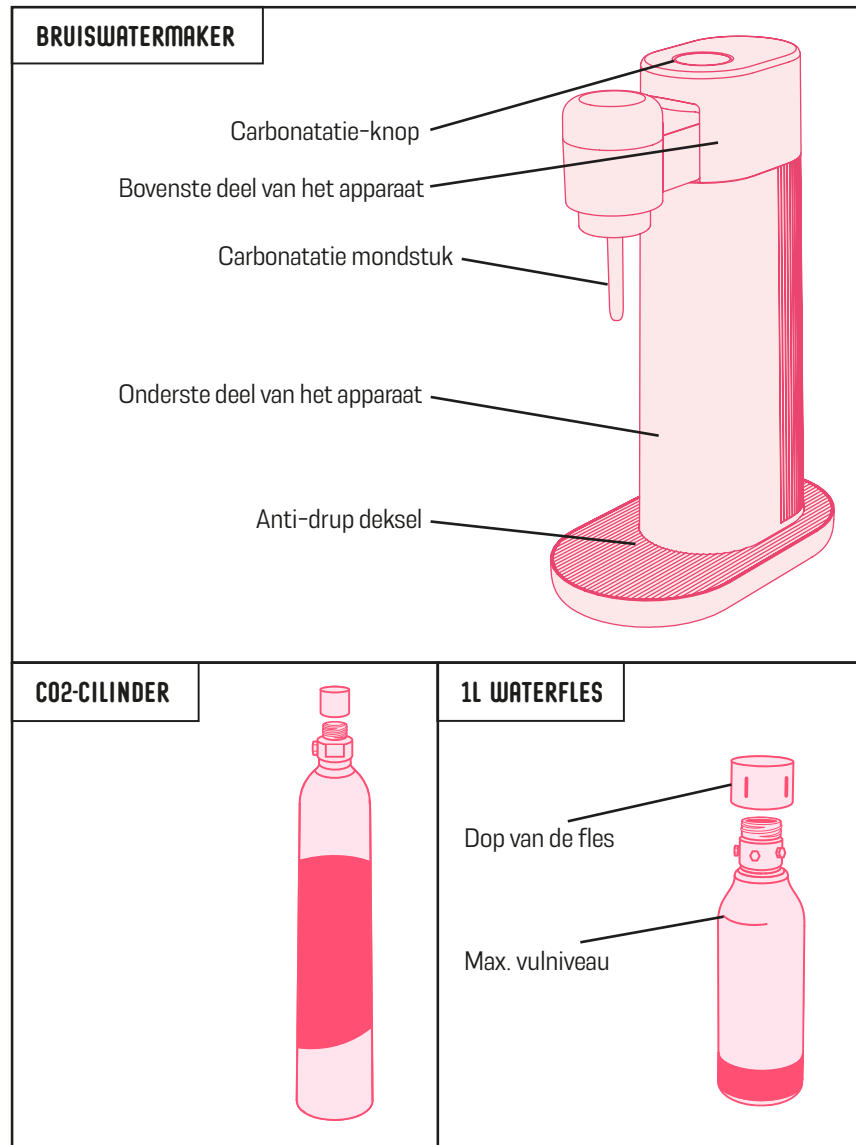 BRUISWATERMAKER
Carbonatatie-knop
Bovenste deel van het apparaat
Carbonatatie mondstuk
Onderste deel van het apparaat
Anti-drup deksel
CO2-CILINDER
1L WATERFLES
Dop van de fles
Max. vulniveau